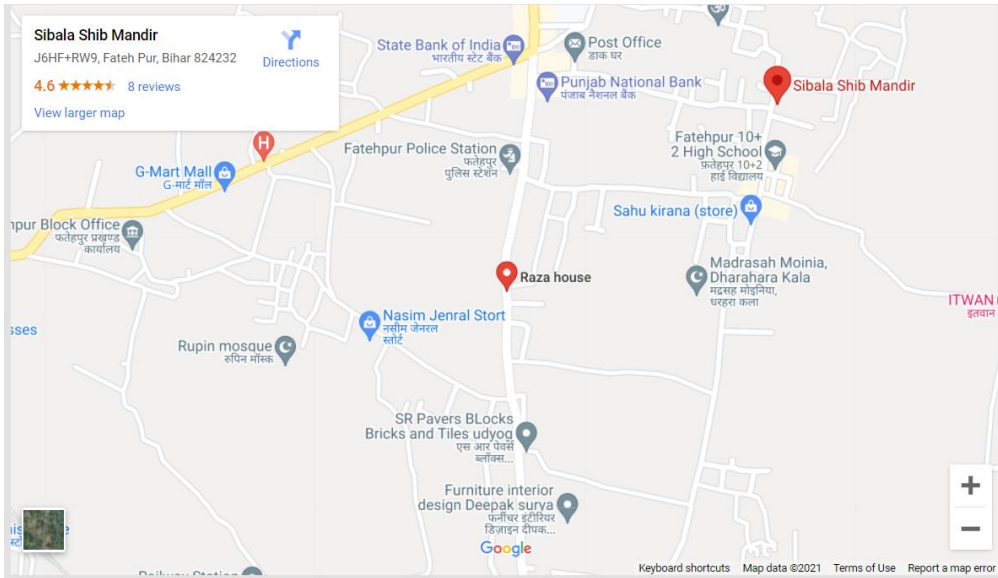 Sibala Shib Mandir
J6HF+RW9, Fateh Pur, Bihar 824232
Directions
4.6
8 reviews
View larger map
State Bank of India
भारतीय स्टेट बैंक
Post Office
डाक घर
Punjab National Bank
पंजाब नैशनल बैंक
Sibala Shib Mandir
H
G-Mart Mall
G-मार्ट मॉल
Fatehpur Police Station
फतेहपुर
पुलिस स्टेशन
Fatehpur 10+
2 High School
फ़तेहपुर 10+2
हाई विद्यालय
Sahu kirana (store)
npur Block Office
फतेहपुर प्रखण्ड
कार्यालय
Raza house
Madrasah Moinia,
Dharahara Kala
मद्रसह मोइनिया,
धरहरा कला
ITWAN
इतवान
sses
Nasim Jenral Stort
नसीम जेनरल
स्तोर्ट
Rupin mosque
रुपिन मॉस्क
SR Pavers BLocks
Bricks and Tiles udyog
एस आर पेवर्स
ब्लॉक्स...
Furniture interior
design Deepak surya
फर्नीचर इंटीरियर
डिज़ाइन दीपक...
Google
Keyboard shortcuts
Map data ©2021
Terms of Use
Report a map error